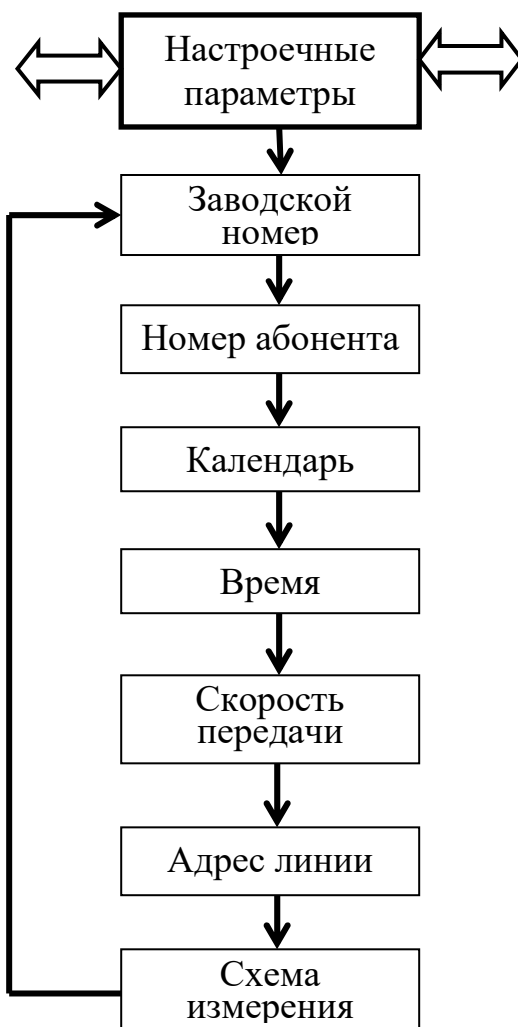 Настроечные
параметры
Заводской
номер
Номер абонента
Календарь
Время
Скорость
передачи
Адрес линии
Схема
измерения